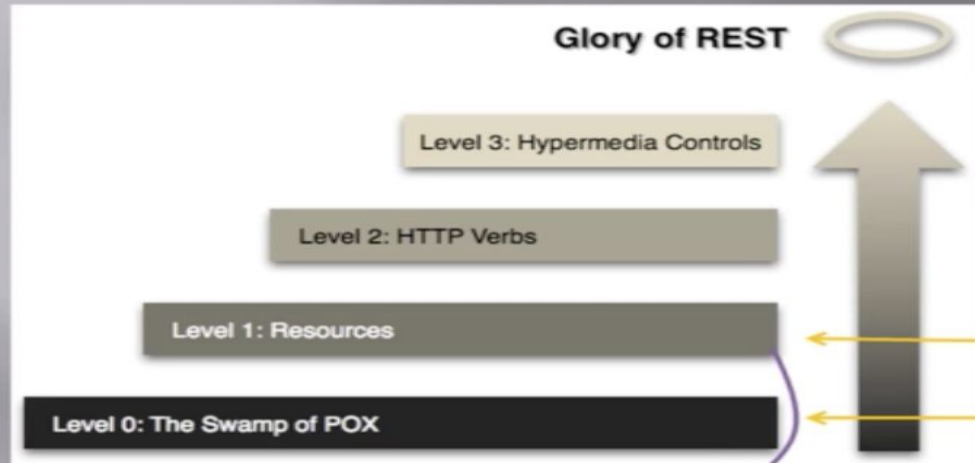 Glory of REST
Level 3: Hypermedia Controls
Level 2: HTTP Verbs
Level 1: Resources
Level 0: The Swamp of POX